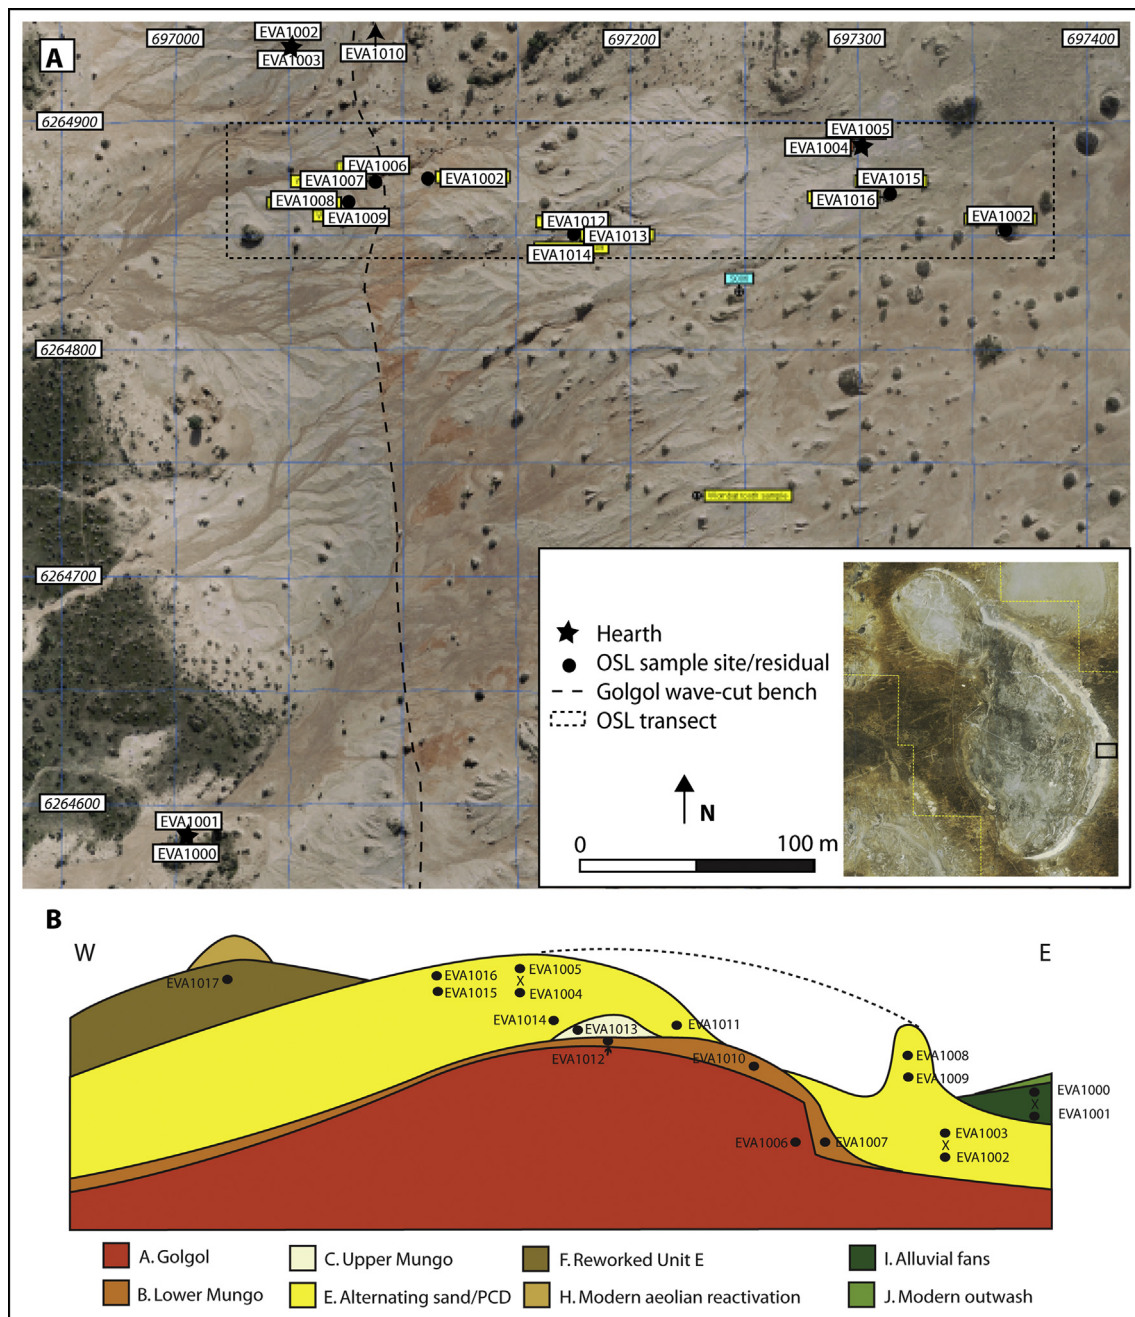 A
697000
EVA1002
EVA1003
EVA1010
697200
697300
697400
6264900
EVA1005
EVA1004
EVA1006
EVA1007
EVA1002
EVA1015
EVA1008
EVA1016
EVA1009
EVA1012
EVA1002
EVA1013
EVA1014
6264800
6264700
6264600
EVA1001
EVA1000
Hearth
OSL sample site/residual
Golgol wave-cut bench
OSL transect
N
0
100 m
B
W
E
EVA1017
EVA1016
EVA1005
EVA1015
EVA1004
EVA1014
EVA1013
EVA1011
EVA1012
EVA1010
EVA1008
EVA1009
EVA1000
EVA1001
EVA1003
EVA1006
EVA1007
EVA1002
A. Golgol
C. Upper Mungo
F. Reworked Unit E
I. Alluvial fans
B. Lower Mungo
E. Alternating sand/PCD
H. Modern aeolian reactivation
J. Modern outwash